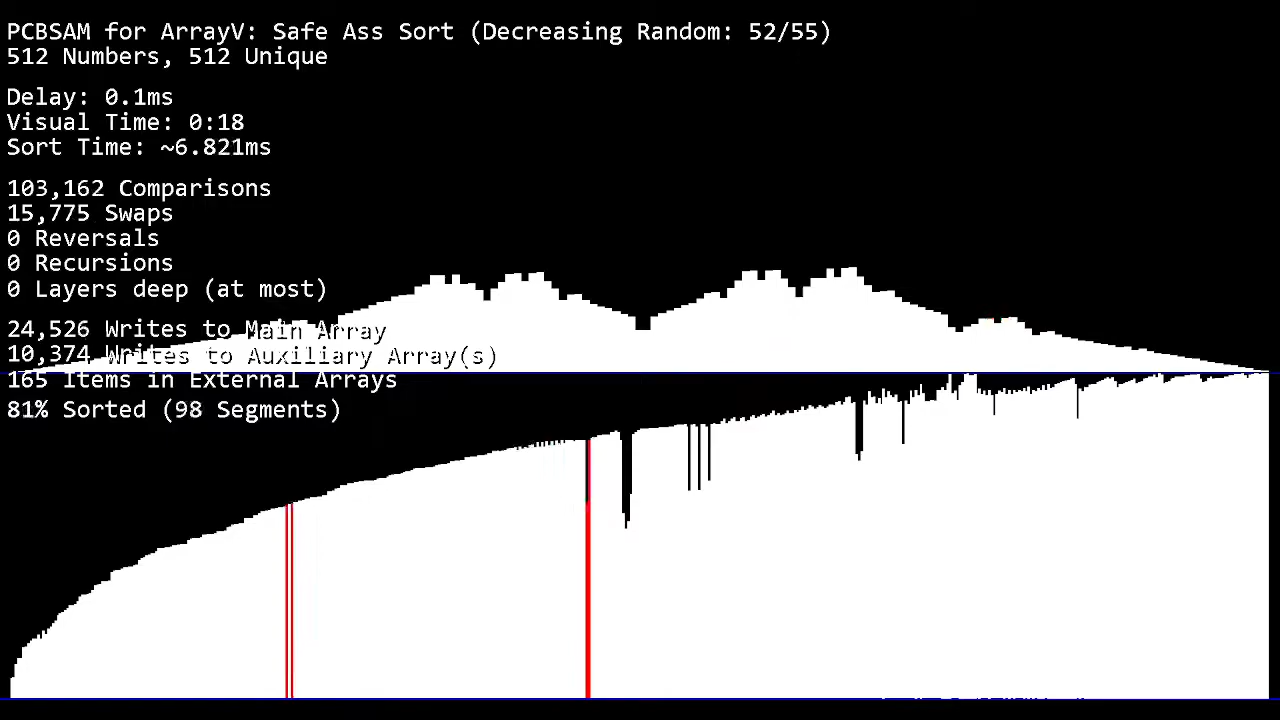 PCBSAM for ArrayV: Safe Ass Sort (Decreasing Random: 52/55)
512 Numbers, 512 Unique
Delay: 0.1ms
Visual Time: 0:18
Sort Time: ~6.821ms
103,162 Comparisons
15,775 Swaps
0 Reversals
0 Recursions
0 Layers deep (at most)
24,526 Writes to Main Array
10,374 Writes to Auxiliary Array(s)
165 Items in External Arrays
81% Sorted (98 Segments)